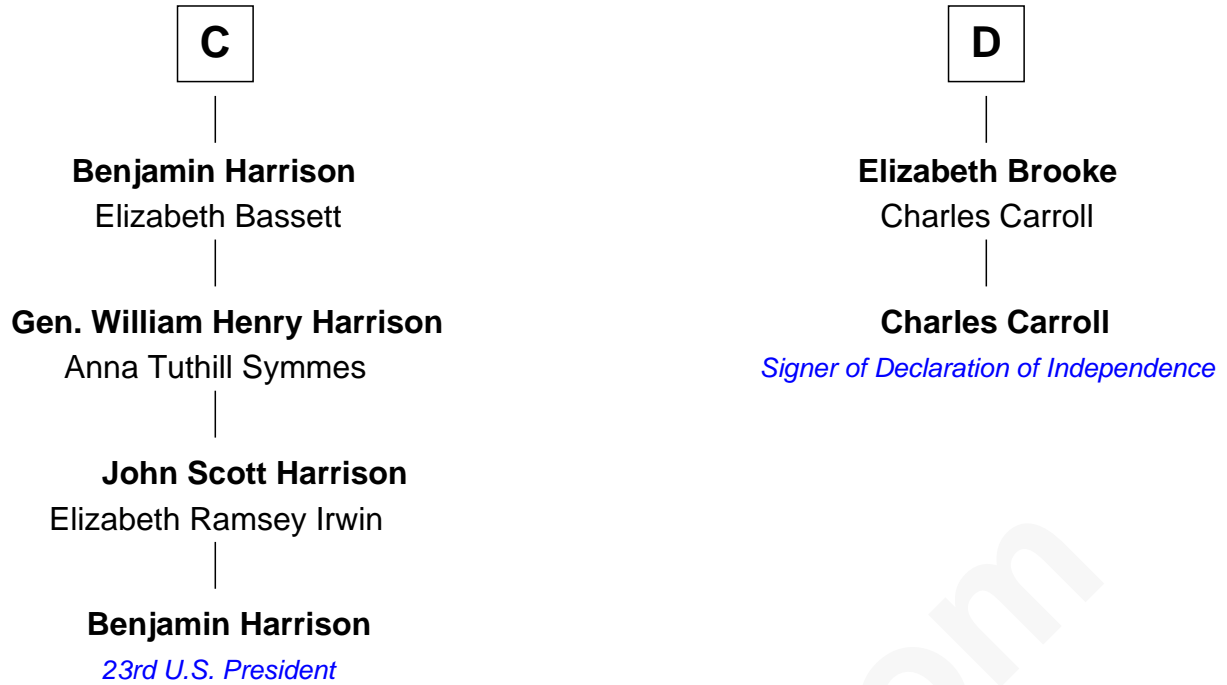 C
Benjamin Harrison
Elizabeth Bassett
Gen. William Henry Harrison
Anna Tuthill Symmes
John Scott Harrison
Elizabeth Ramsey Irwin
Benjamin Harrison
23rd U.S. President
D
Elizabeth Brooke
Charles Carroll
Charles Carroll
Signer of Declaration of Independence
om